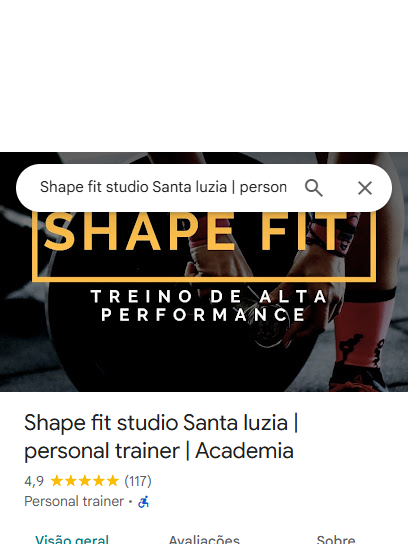 Shape fit studio Santa luzia | person
SHAPE FIT
TREINO DE ALTA
PERFORMANCE
Shape fit studio Santa luzia |
personal trainer | Academia
4,9 (117)
Personal trainer ·
Visão geral Avaliações Sobre